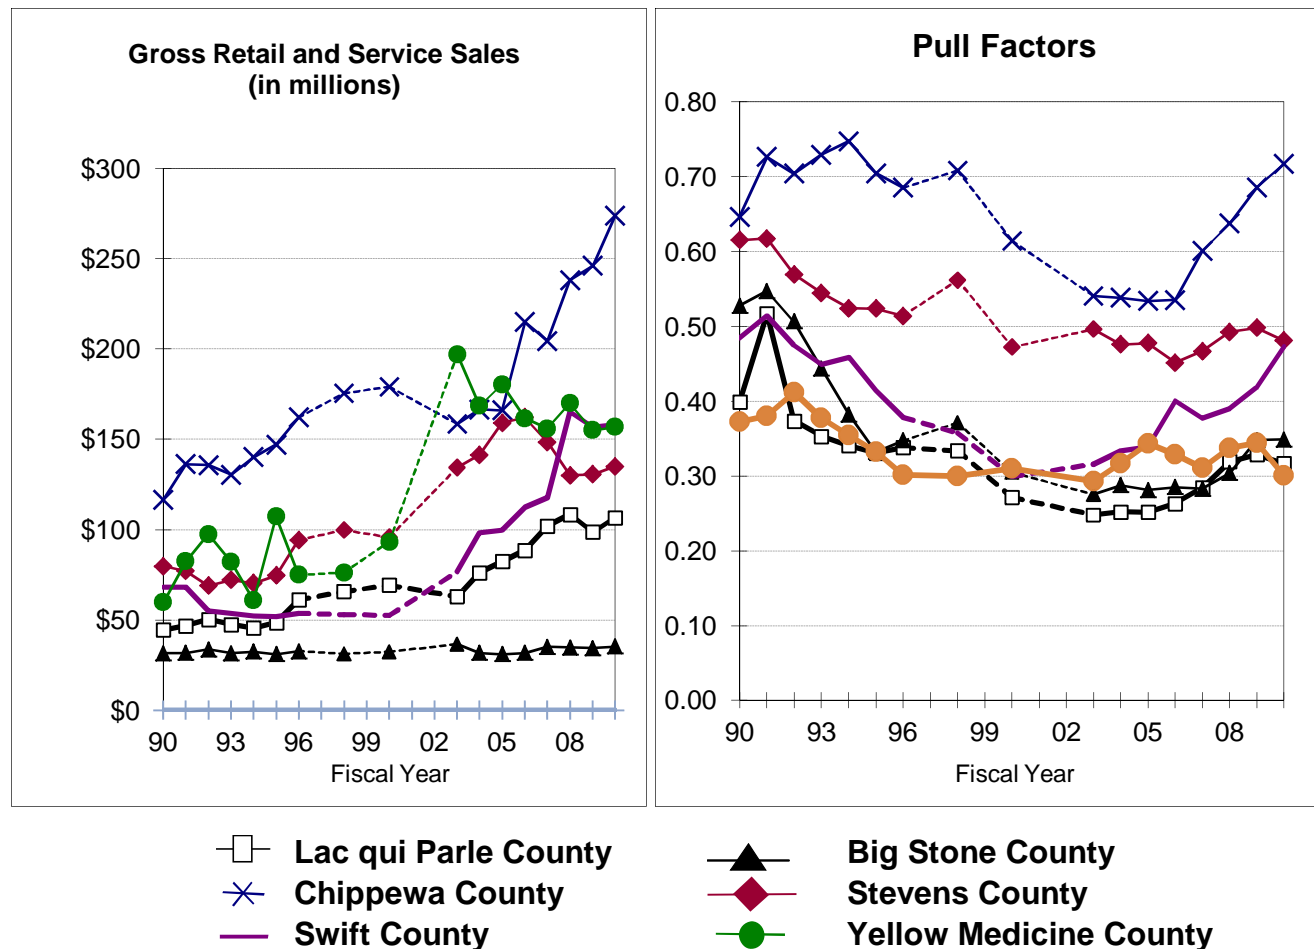 Gross Retail and Service Sales
(in millions)
$300
$250
$200
$150
$100
$50
$0
90 93 96 99 02 05 08
Fiscal Year
Pull Factors
0.80
0.70
0.60
0.50
0.40
0.30
0.20
0.10
0.00
90 93 96 99 02 05 08
Fiscal Year
Lac qui Parle County
Big Stone County
Chippewa County
Stevens County
Swift County
Yellow Medicine County